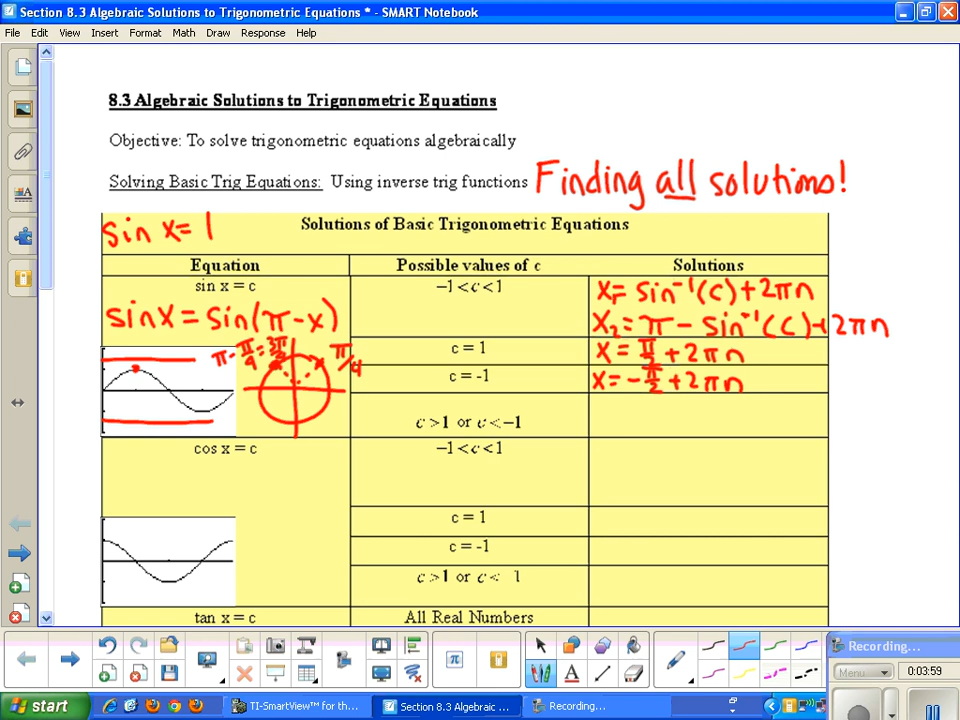 Section 8.3 Algebraic Solutions to Trigonometric Equations * - SMART Notebook
File Edit View Insert Format Math Draw Response Help
8.3 Algebraic Solutions to Trigonometric Equations
Objective: To solve trigonometric equations algebraically
Solving Basic Trig Equations: Using inverse trig functions Finding all solutions!
sin x = 1 Solutions of Basic Trigonometric Equations
Equation Possible values of c Solutions
sin x = c −1 < c < 1 x₁ = sin⁻¹(c) + 2πn
sin x = sin(π − x) x₂ = π − sin⁻¹(c) + 2πn
π − π/4 = 3π/4 π/4 c = 1 x = π/2 + 2πn
c = -1 x = −π/2 + 2πn
c > 1 or c < −1
cos x = c −1 < c < 1
c = 1
c = -1
c > 1 or c < 1
tan x = c All Real Numbers
Recording...
Menu 0:03:59
start TI-SmartView™ for th... Section 8.3 Algebraic ... Recording...